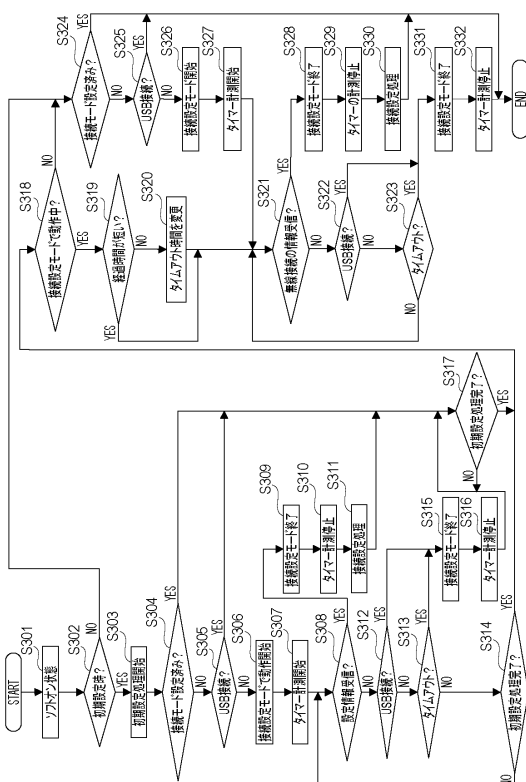 START
S301
ソフトオン状態
S302
初期設定時?
NO
YES
S303
初期設定処理開始
S304
接続モード設定済み?
YES
NO
S305
USB接続?
YES
NO
S306
接続設定モードで動作開始
S307
タイマー計測開始
S308
設定情報受信?
YES
NO
S309
接続設定モード終了
S310
タイマー計測停止
S311
接続設定処理
S312
USB接続?
YES
NO
S313
タイムアウト?
YES
NO
S314
初期設定処理完了?
YES
NO
S315
接続設定モード終了
S316
タイマー計測停止
S317
初期設定処理完了?
NO
YES
S318
接続設定モードで動作中?
NO
YES
S319
経過時間が短い?
YES
NO
S320
タイムアウト時間を変更
S321
無線接続の情報受信?
YES
NO
S322
USB接続?
YES
NO
S323
タイムアウト?
YES
NO
S324
接続モード設定済み?
YES
NO
S325
USB接続?
YES
NO
S326
接続設定モード開始
S327
タイマー計測開始
S328
接続設定モード終了
S329
タイマーの計測停止
S330
接続設定処理
S331
接続設定モード終了
S332
タイマー計測停止
END